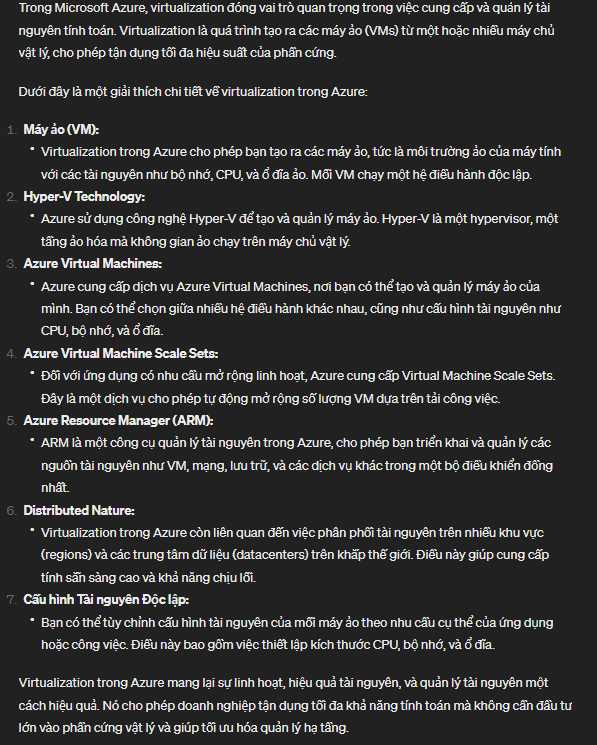 Trong Microsoft Azure, virtualization đóng vai trò quan trọng trong việc cung cấp và quản lý tài
nguyên tính toán. Virtualization là quá trình tạo ra các máy ảo (VMs) từ một hoặc nhiều máy chủ
vật lý, cho phép tận dụng tối đa hiệu suất của phần cứng.
Dưới đây là một giải thích chi tiết về virtualization trong Azure:
1. Máy ảo (VM):
• Virtualization trong Azure cho phép bạn tạo ra các máy ảo, tức là môi trường ảo của máy tính
với các tài nguyên như bộ nhớ, CPU, và ổ đĩa ảo. Mỗi VM chạy một hệ điều hành độc lập.
2. Hyper-V Technology:
• Azure sử dụng công nghệ Hyper-V để tạo và quản lý máy ảo. Hyper-V là một hypervisor, một
tầng ảo hóa mà không gian ảo chạy trên máy chủ vật lý.
3. Azure Virtual Machines:
• Azure cung cấp dịch vụ Azure Virtual Machines, nơi bạn có thể tạo và quản lý máy ảo của
mình. Bạn có thể chọn giữa nhiều hệ điều hành khác nhau, cũng như cấu hình tài nguyên như
CPU, bộ nhớ, và ổ đĩa.
4. Azure Virtual Machine Scale Sets:
• Đối với ứng dụng có nhu cầu mở rộng linh hoạt, Azure cung cấp Virtual Machine Scale Sets.
Đây là một dịch vụ cho phép tự động mở rộng số lượng VM dựa trên tải công việc.
5. Azure Resource Manager (ARM):
• ARM là một công cụ quản lý tài nguyên trong Azure, cho phép bạn triển khai và quản lý các
nguồn tài nguyên như VM, mạng, lưu trữ, và các dịch vụ khác trong một bộ điều khiển đồng
nhất.
6. Distributed Nature:
• Virtualization trong Azure còn liên quan đến việc phân phối tài nguyên trên nhiều khu vực
(regions) và các trung tâm dữ liệu (datacenters) trên khắp thế giới. Điều này giúp cung cấp
tính sẵn sàng cao và khả năng chịu lỗi.
7. Cấu hình Tài nguyên Độc lập:
• Bạn có thể tùy chỉnh cấu hình tài nguyên của mỗi máy ảo theo nhu cầu cụ thể của ứng dụng
hoặc công việc. Điều này bao gồm việc thiết lập kích thước CPU, bộ nhớ, và ổ đĩa.
Virtualization trong Azure mang lại sự linh hoạt, hiệu quả tài nguyên, và quản lý tài nguyên một
cách hiệu quả. Nó cho phép doanh nghiệp tận dụng tối đa khả năng tính toán mà không cần đầu tư
lớn vào phần cứng vật lý và giúp tối ưu hóa quản lý hạ tầng.